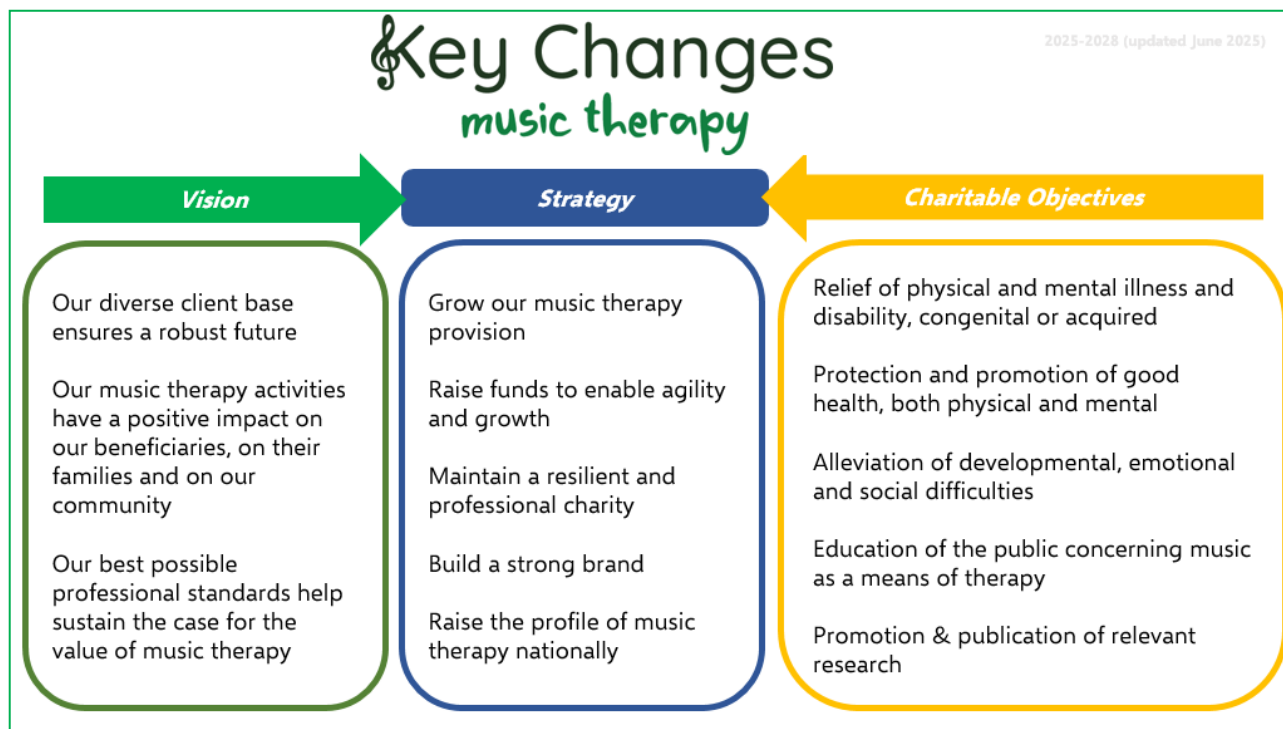 Key Changes
music therapy
2025-2028 (updated June 2025)
Vision
Strategy
Charitable Objectives
Our diverse client base
ensures a robust future
Our music therapy activities
have a positive impact on
our beneficiaries, on their
families and on our
community
Our best possible
professional standards help
sustain the case for the
value of music therapy
Grow our music therapy
provision
Raise funds to enable agility
and growth
Maintain a resilient and
professional charity
Build a strong brand
Raise the profile of music
therapy nationally
Relief of physical and mental illness and
disability, congenital or acquired
Protection and promotion of good
health, both physical and mental
Alleviation of developmental, emotional
and social difficulties
Education of the public concerning music
as a means of therapy
Promotion & publication of relevant
research